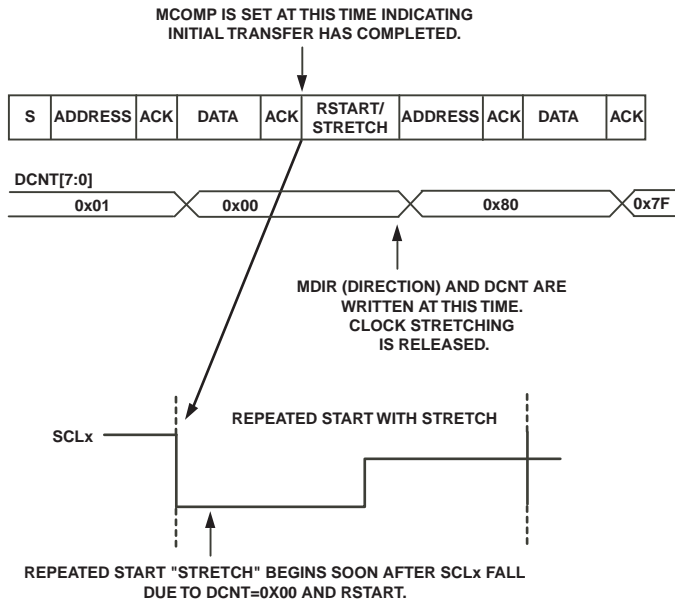 MCOMP IS SET AT THIS TIME INDICATING
INITIAL TRANSFER HAS COMPLETED.
S ADDRESS ACK DATA ACK RSTART/ STRETCH ADDRESS ACK DATA ACK
DCNT[7:0]
0x01 0x00 0x80 0x7F
MDIR (DIRECTION) AND DCNT ARE
WRITTEN AT THIS TIME.
CLOCK STRETCHING
IS RELEASED.
REPEATED START WITH STRETCH
SCLx
REPEATED START "STRETCH" BEGINS SOON AFTER SCLx FALL
DUE TO DCNT=0X00 AND RSTART.